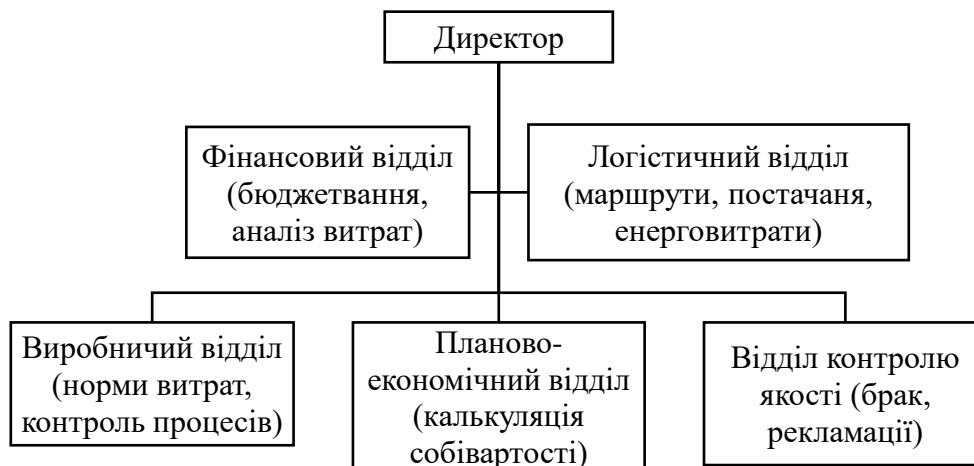 Директор
Фінансовий відділ
(бюджетвання,
аналіз витрат)
Логістичний відділ
(маршрути, постачаня,
енерговитрати)
Виробничий відділ
(норми витрат,
контроль процесів)
Планово-
економічний відділ
(калькуляція
собівартості)
Відділ контролю
якості (брак,
рекламації)